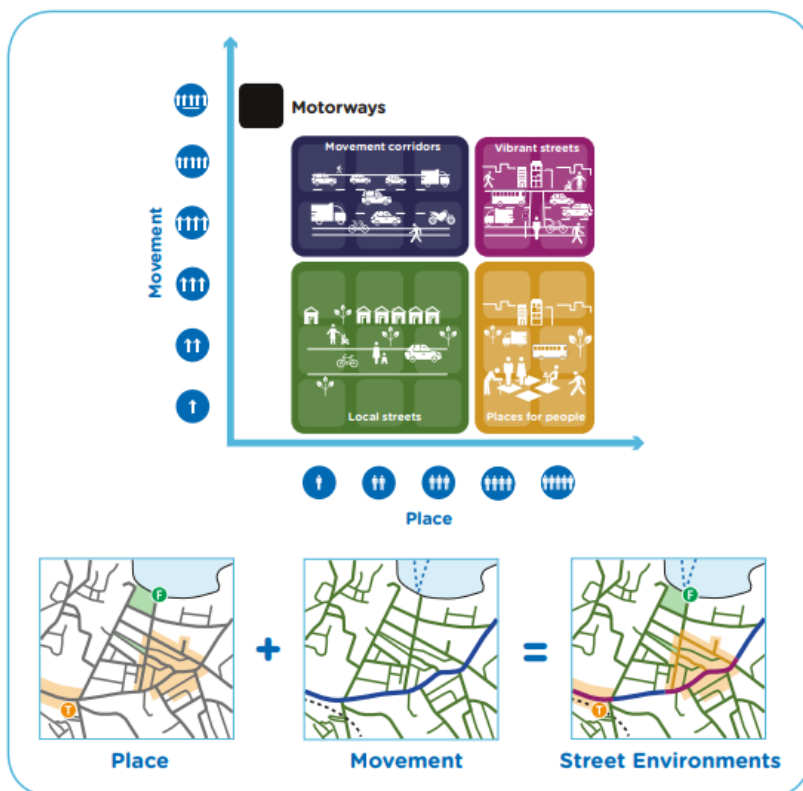 Motorways
Movement corridors
Vibrant streets
Movement
Local streets
Places for people
Place
F
T
+
=
F
T
Place
Movement
Street Environments